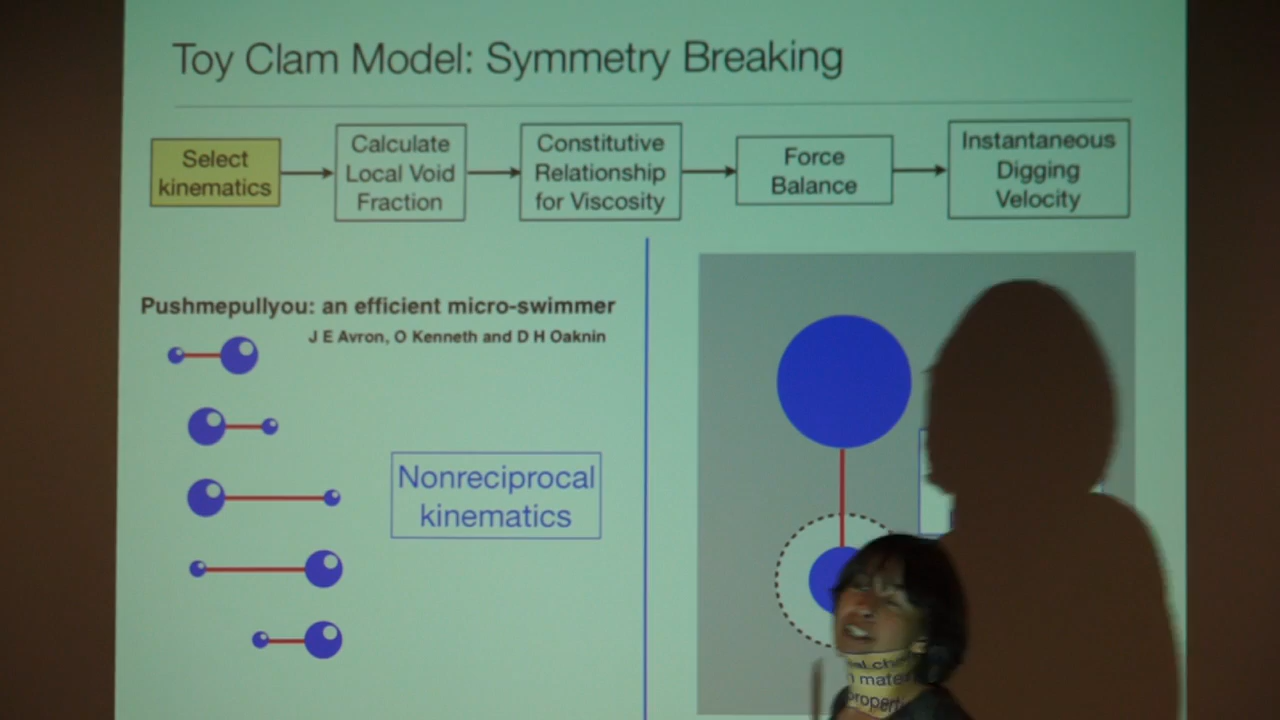 Toy Clam Model: Symmetry Breaking
Select
kinematics
Calculate
Local Void
Fraction
Constitutive
Relationship
for Viscosity
Force
Balance
Instantaneous
Digging
Velocity
Pushmepullyou: an efficient micro-swimmer
J E Avron, O Kenneth and D H Oaknin
Nonreciprocal
kinematics